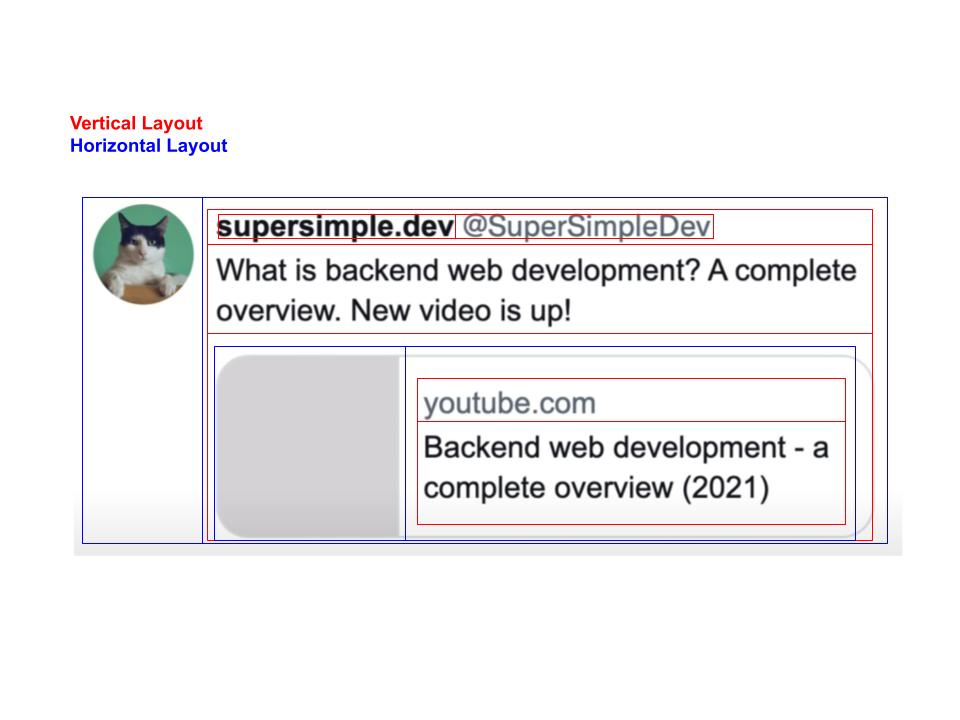 Vertical Layout
Horizontal Layout
supersimple.dev @SuperSimpleDev
What is backend web development? A complete
overview. New video is up!
youtube.com
Backend web development - a
complete overview (2021)